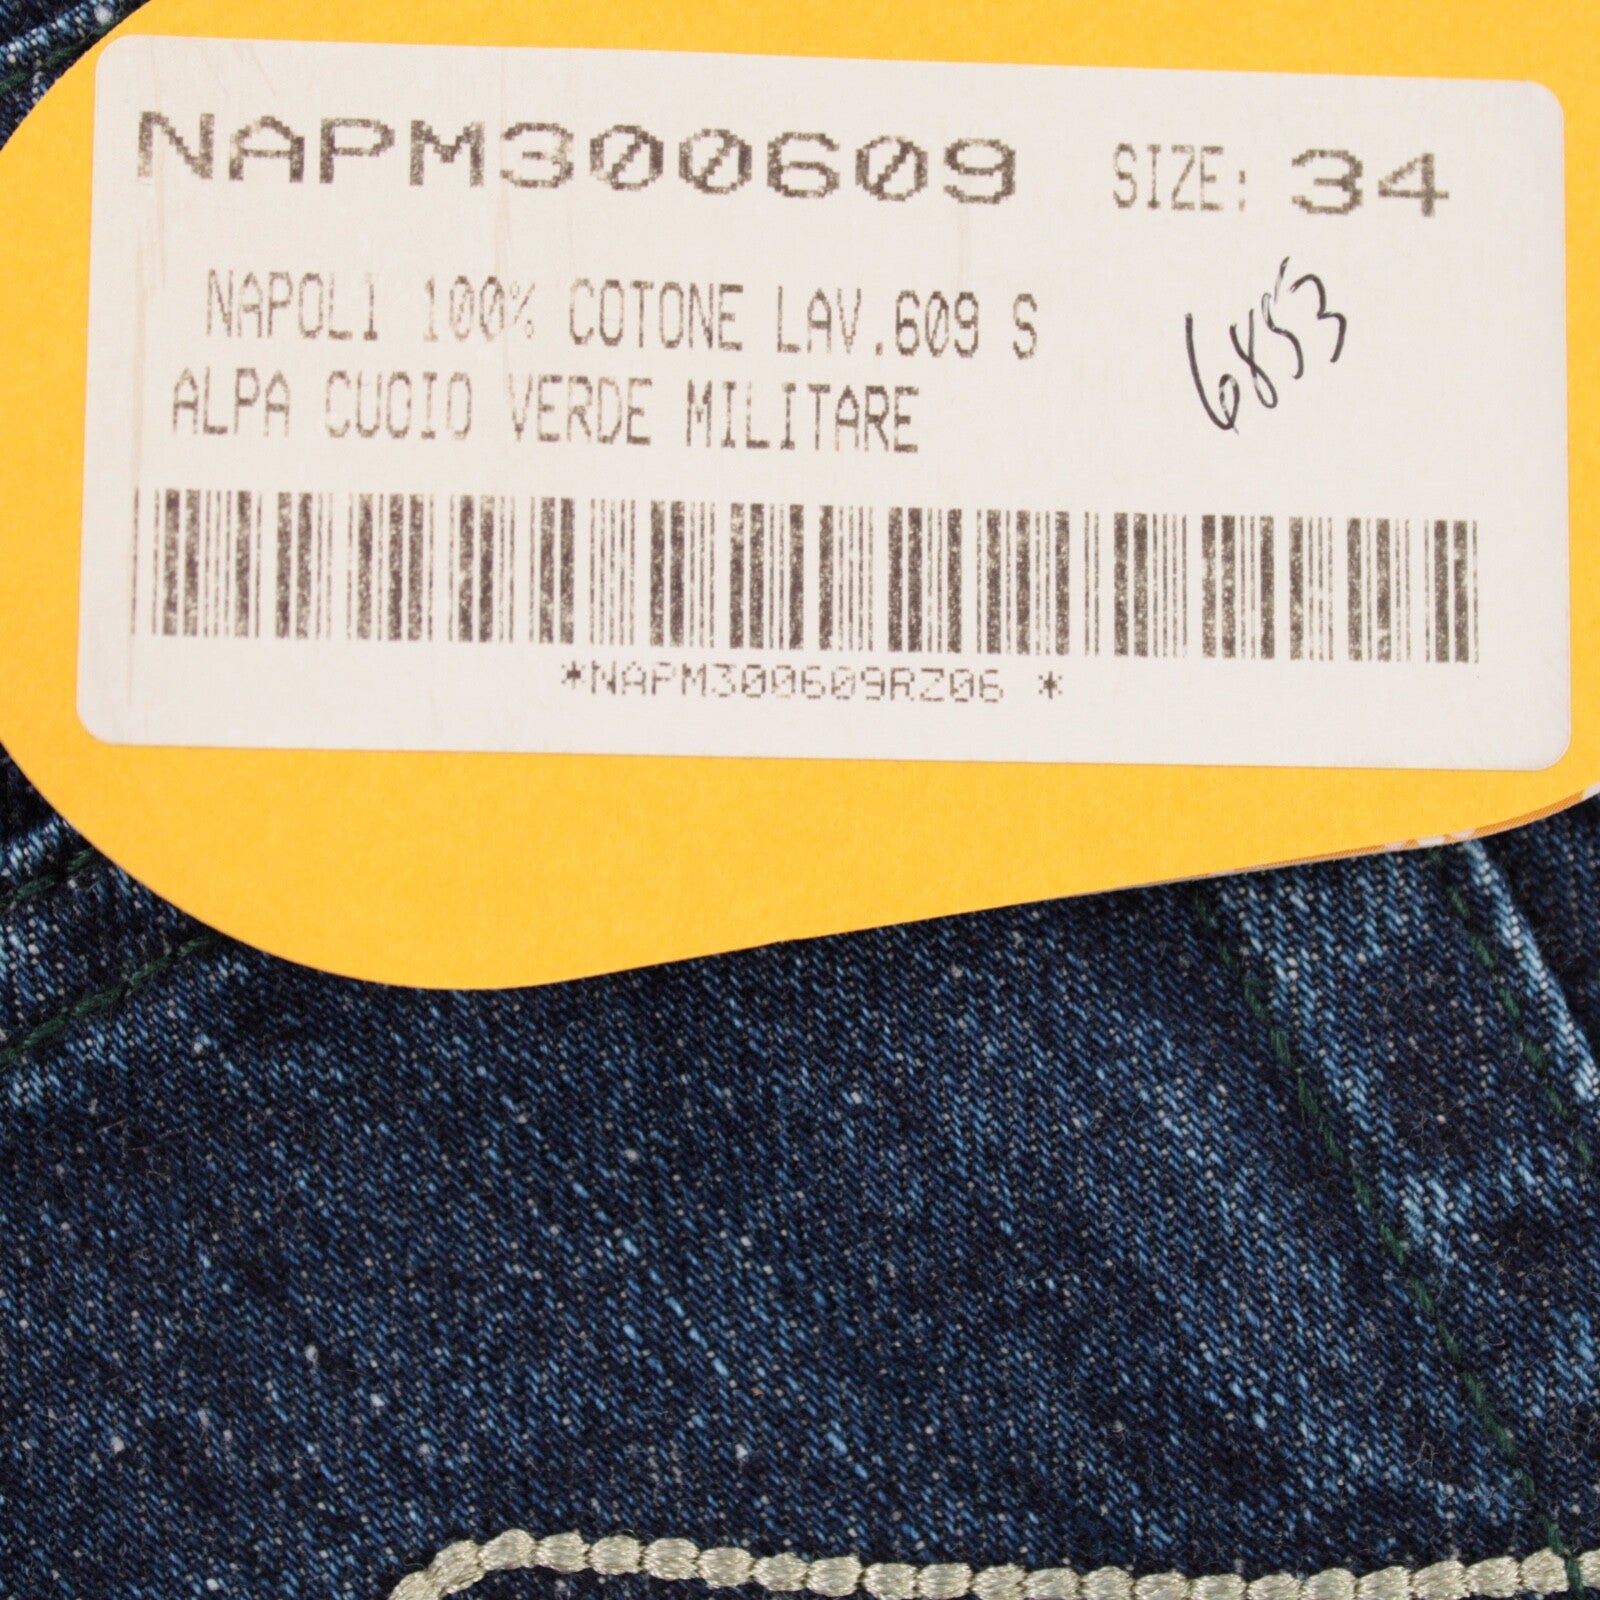 NAPM300609 SIZE: 34
NAPOLI 100% COTONE LAV.609 S
ALPA CUOIO VERDE MILITARE
6853
*NAPM300609RZ06 *